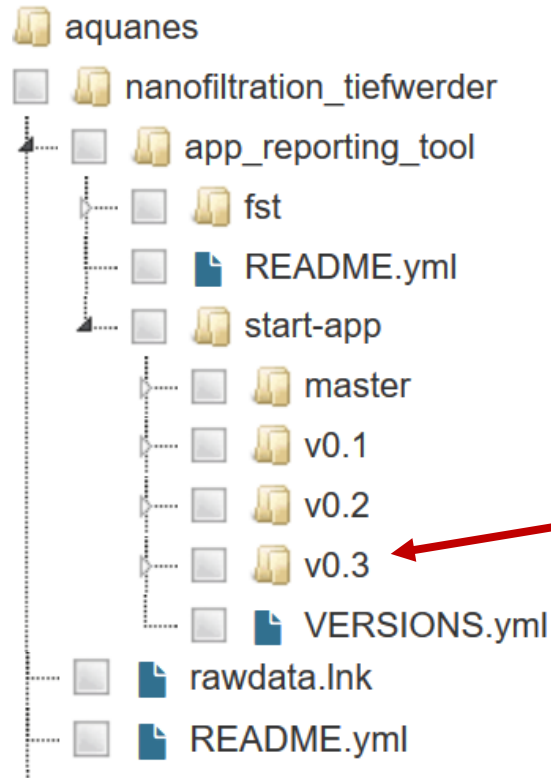 aquanes
nanofiltration_tiefwerder
app_reporting_tool
fst
README.yml
start-app
master
v0.1
v0.2
v0.3
VERSIONS.yml
rawdata.lnk
README.yml